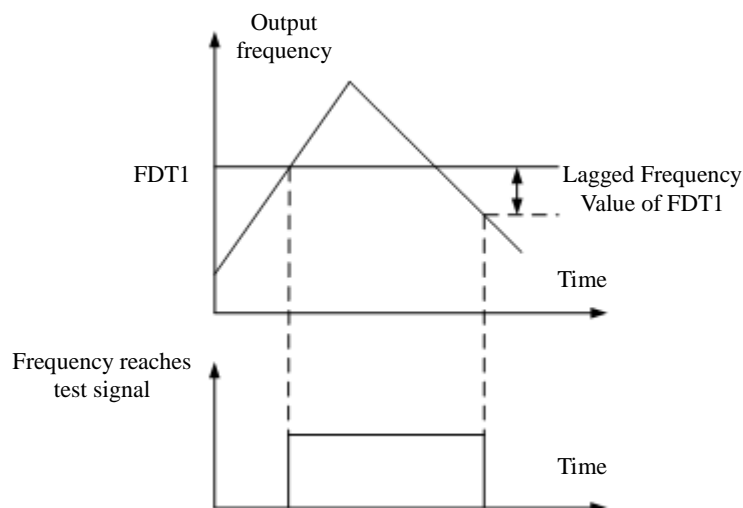 Output
frequency
FDT1
Lagged Frequency
Value of FDT1
Time
Frequency reaches
test signal
Time